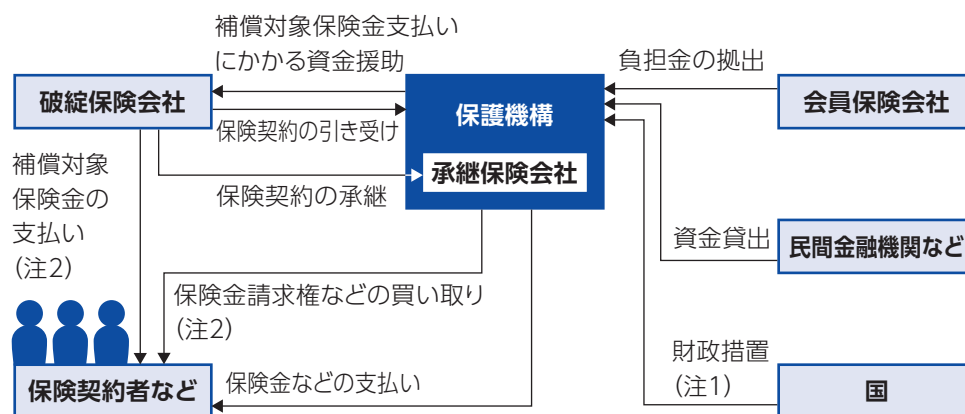 補償対象保険金支払い
にかかる資金援助
負担金の拠出
破綻保険会社
保護機構
会員保険会社
保険契約の引き受け
補償対象
保険金の
支払い
(注2)
承継保険会社
保険契約の承継
資金貸出
民間金融機関など
保険金請求権などの買い取り
(注2)
財政措置
(注1)
保険契約者など
保険金などの支払い
国